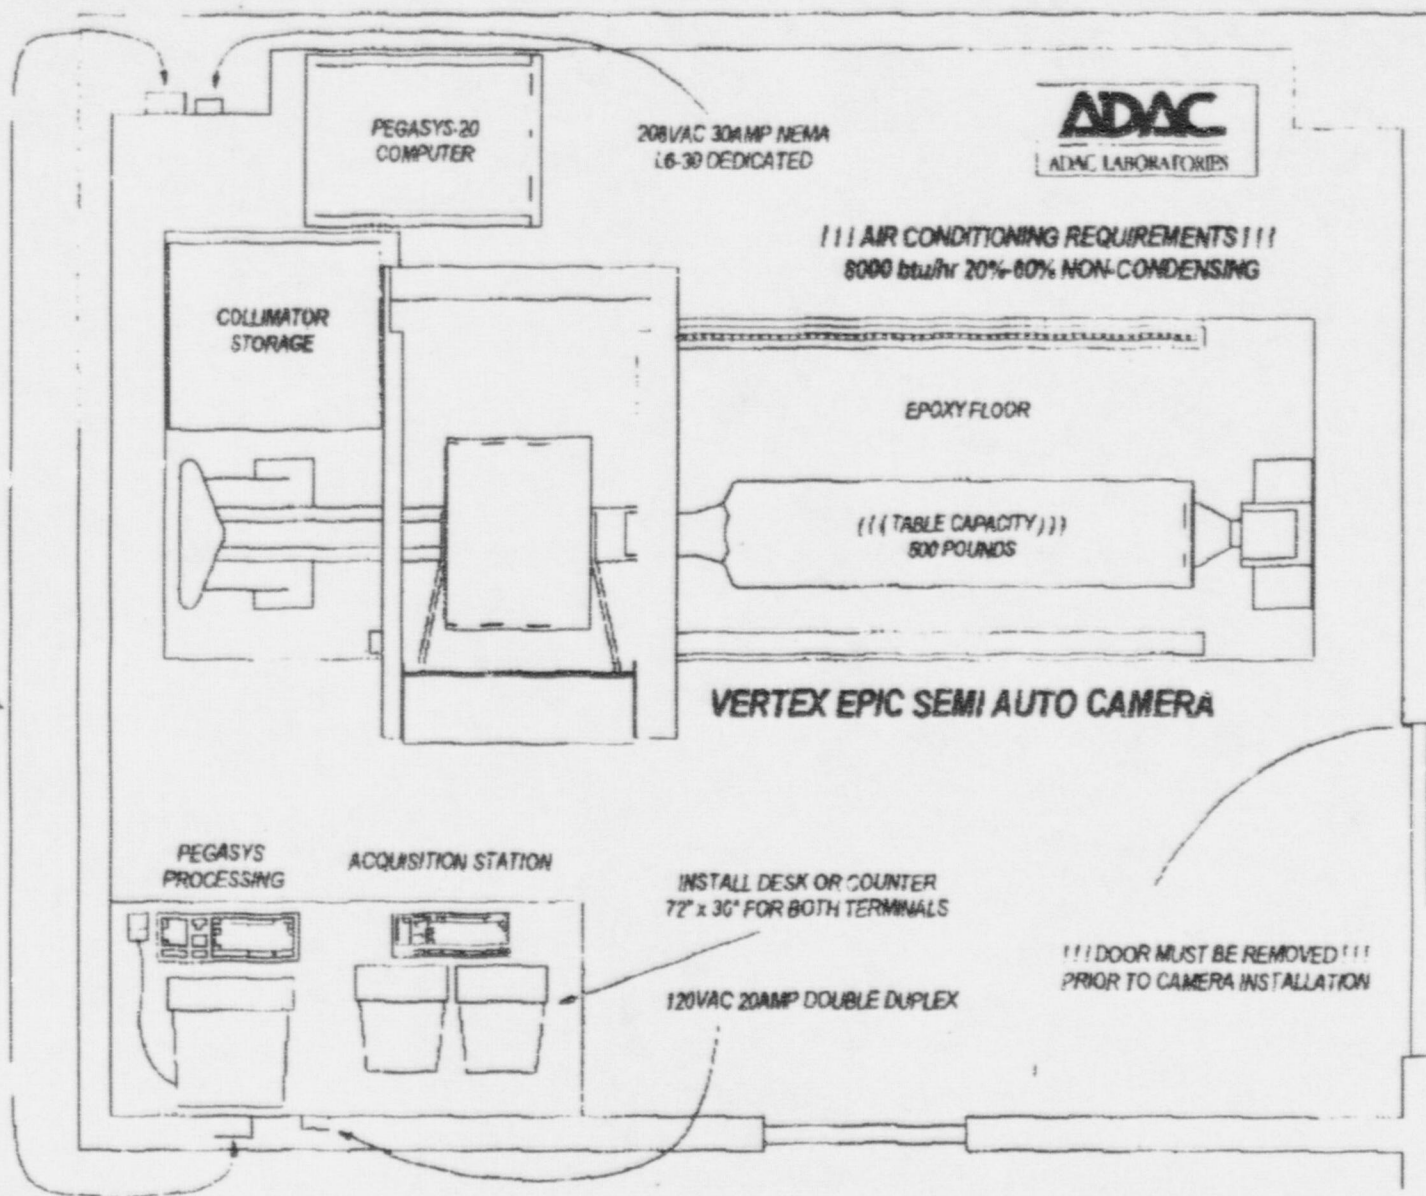 PEGASYS-20
COMPUTER
208VAC 30AMP NEMA
L6-30 DEDICATED
ADAC
ADAC LABORATORIES
!!! AIR CONDITIONING REQUIREMENTS !!!
8000 btu/hr 20%-80% NON-CONDENSING
COLLIMATOR
STORAGE
EPOXY FLOOR
((( TABLE CAPACITY )))
POUNDS
VERTEX EPIC SEMI AUTO CAMERA
PEGASYS
PROCESSING
ACQUISITION STATION
INSTALL DESK OR COUNTER
72" x 30" FOR BOTH TERMINALS
!!! DOOR MUST BE REMOVED !!!
PRIOR TO CAMERA INSTALLATION
120VAC 20AMP DOUBLE DUPLEX